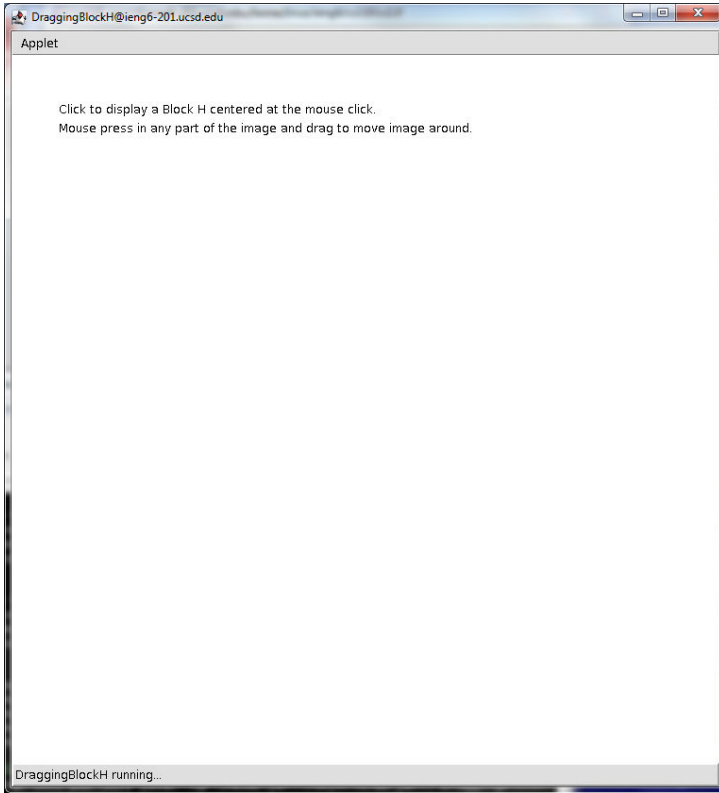 DraggingBlockH@ieng6-201.ucsd.edu
Applet
Click to display a Block H centered at the mouse click.
Mouse press in any part of the image and drag to move image around.
DraggingBlockH running...